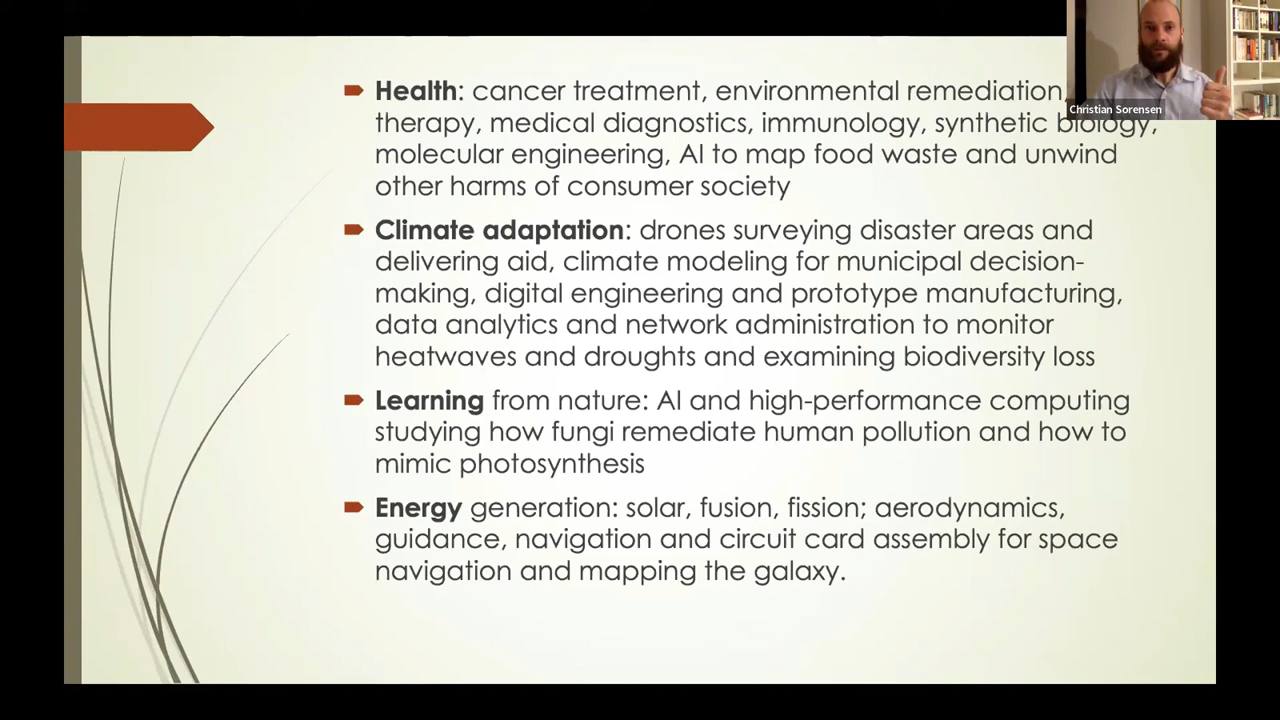 Health: cancer treatment, environmental remediation,
therapy, medical diagnostics, immunology, synthetic biology,
molecular engineering, AI to map food waste and unwind
other harms of consumer society
Climate adaptation: drones surveying disaster areas and
delivering aid, climate modeling for municipal decision-
making, digital engineering and prototype manufacturing,
data analytics and network administration to monitor
heatwaves and droughts and examining biodiversity loss
Learning from nature: AI and high-performance computing
studying how fungi remediate human pollution and how to
mimic photosynthesis
Energy generation: solar, fusion, fission; aerodynamics,
guidance, navigation and circuit card assembly for space
navigation and mapping the galaxy.
Christian Sorensen